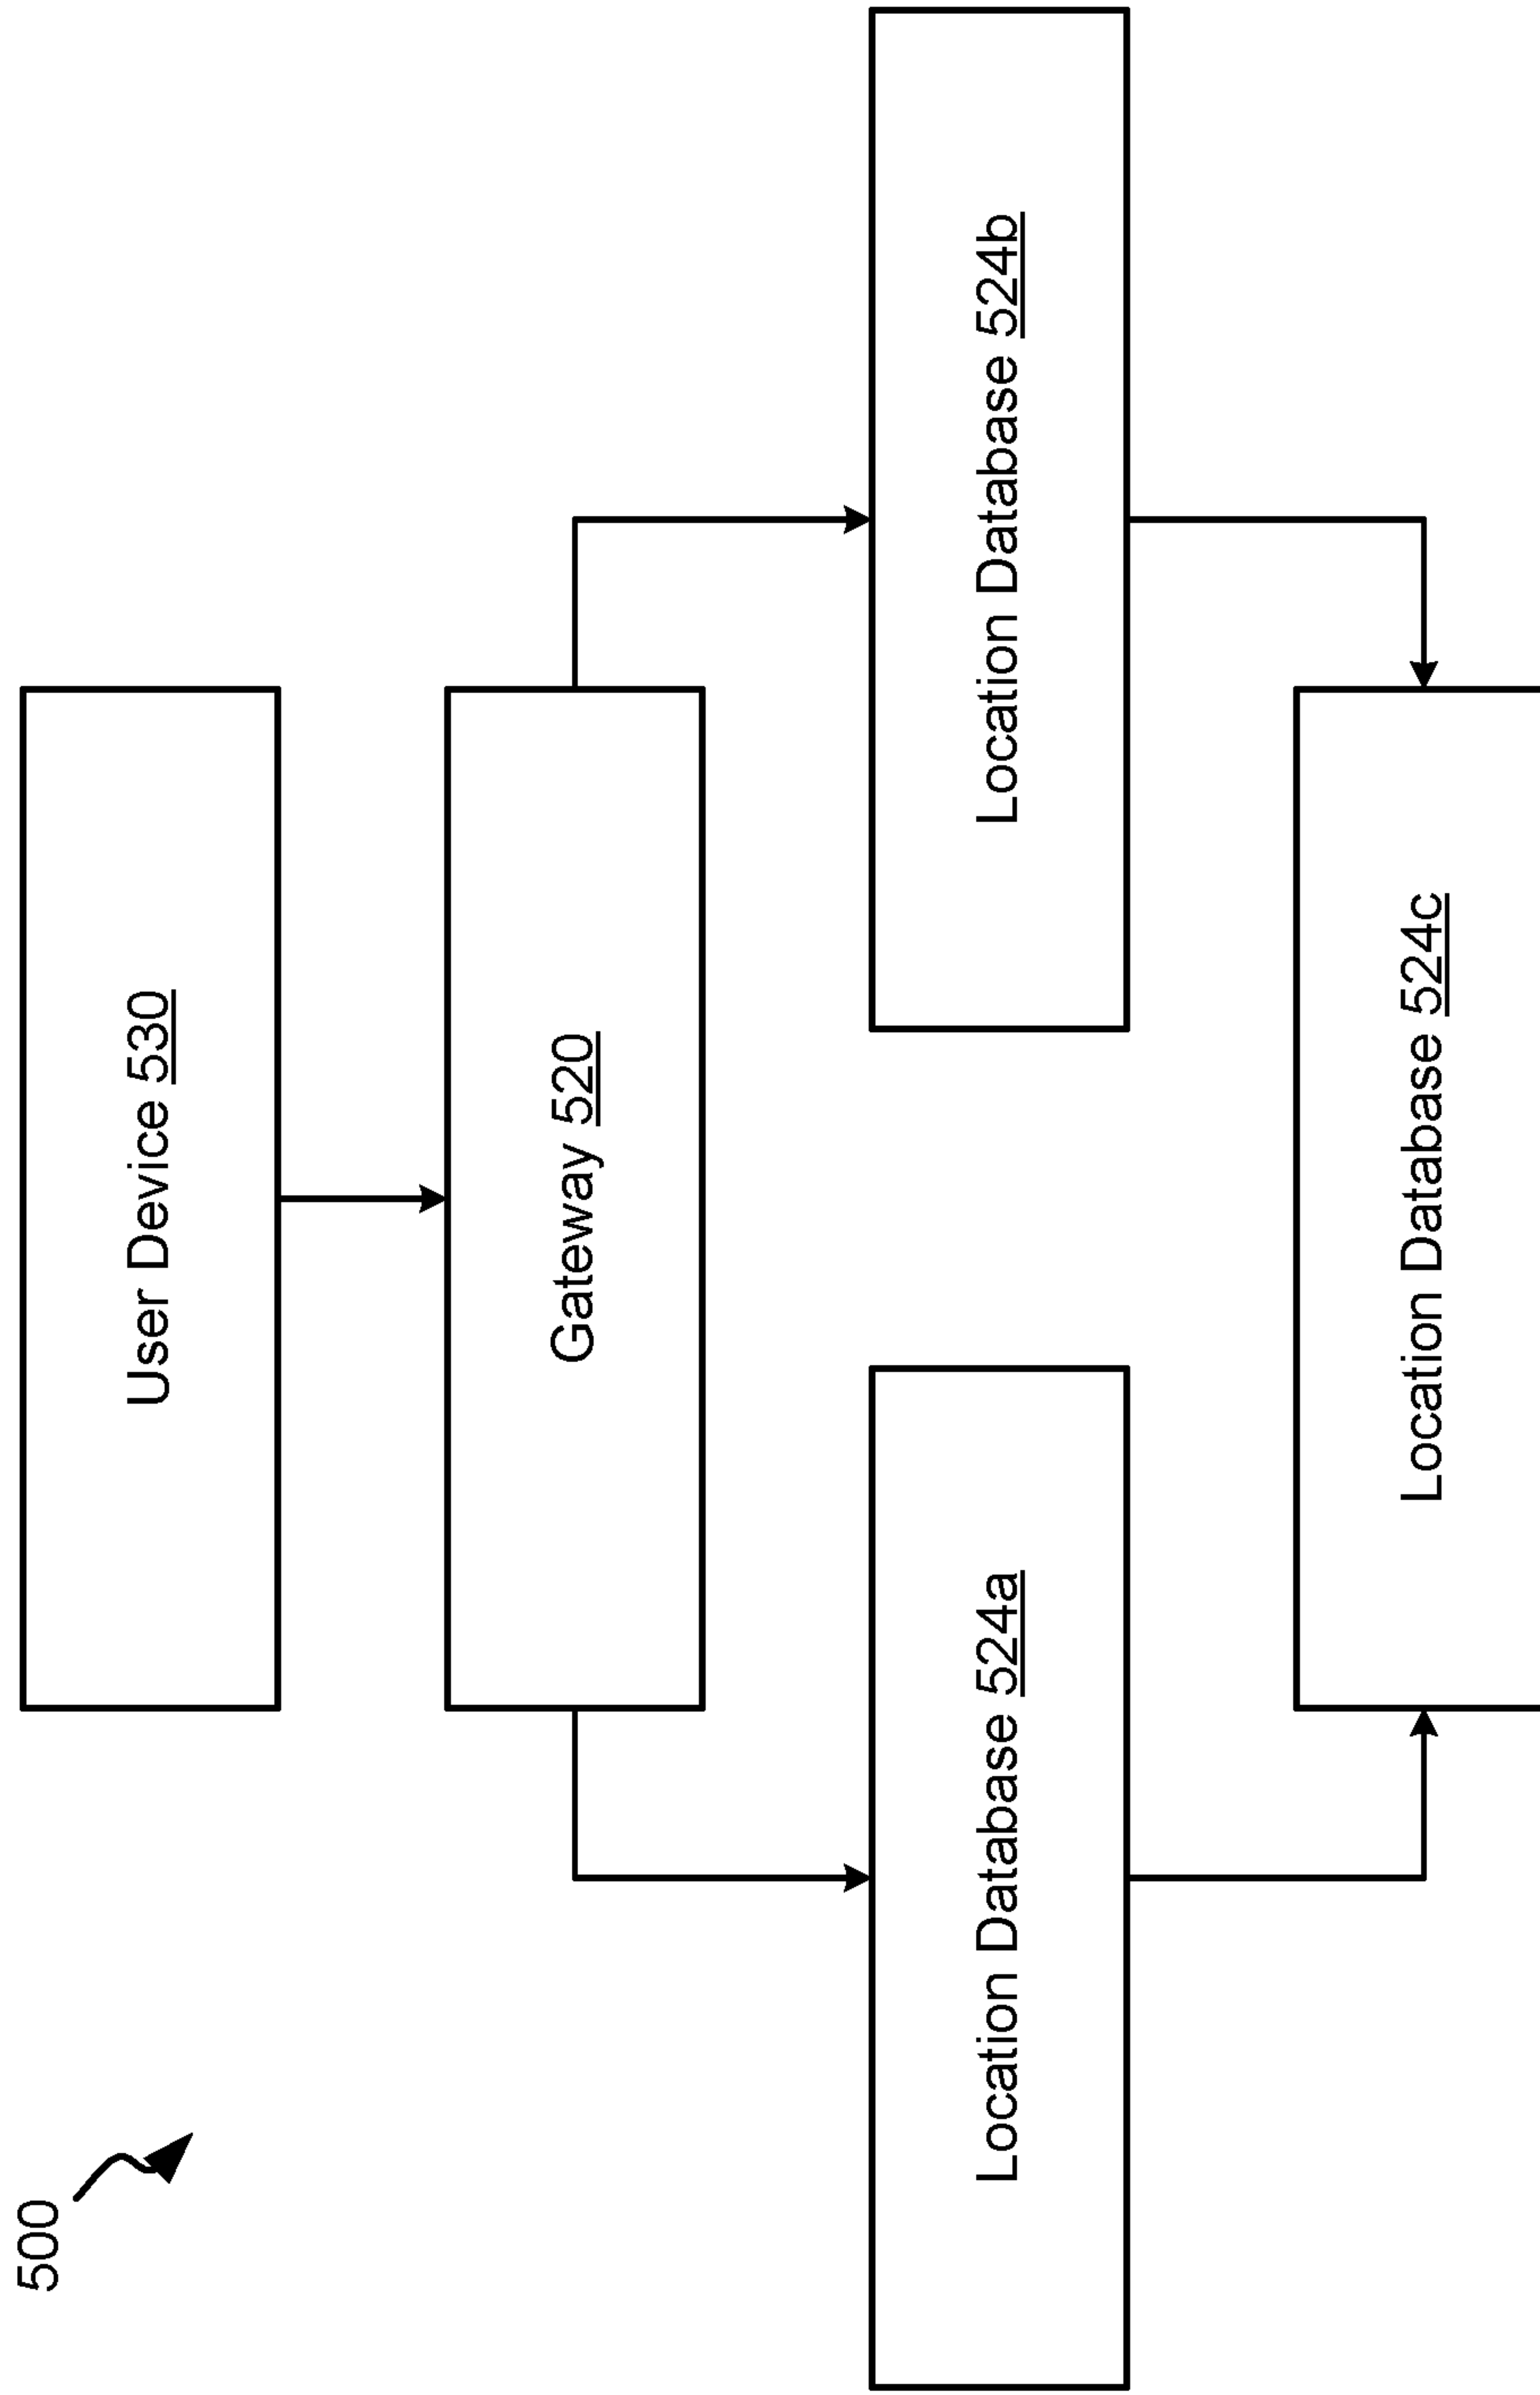 500
User Device 530
Gateway 520
Location Database 524a
Location Database 524b
Location Database 524c